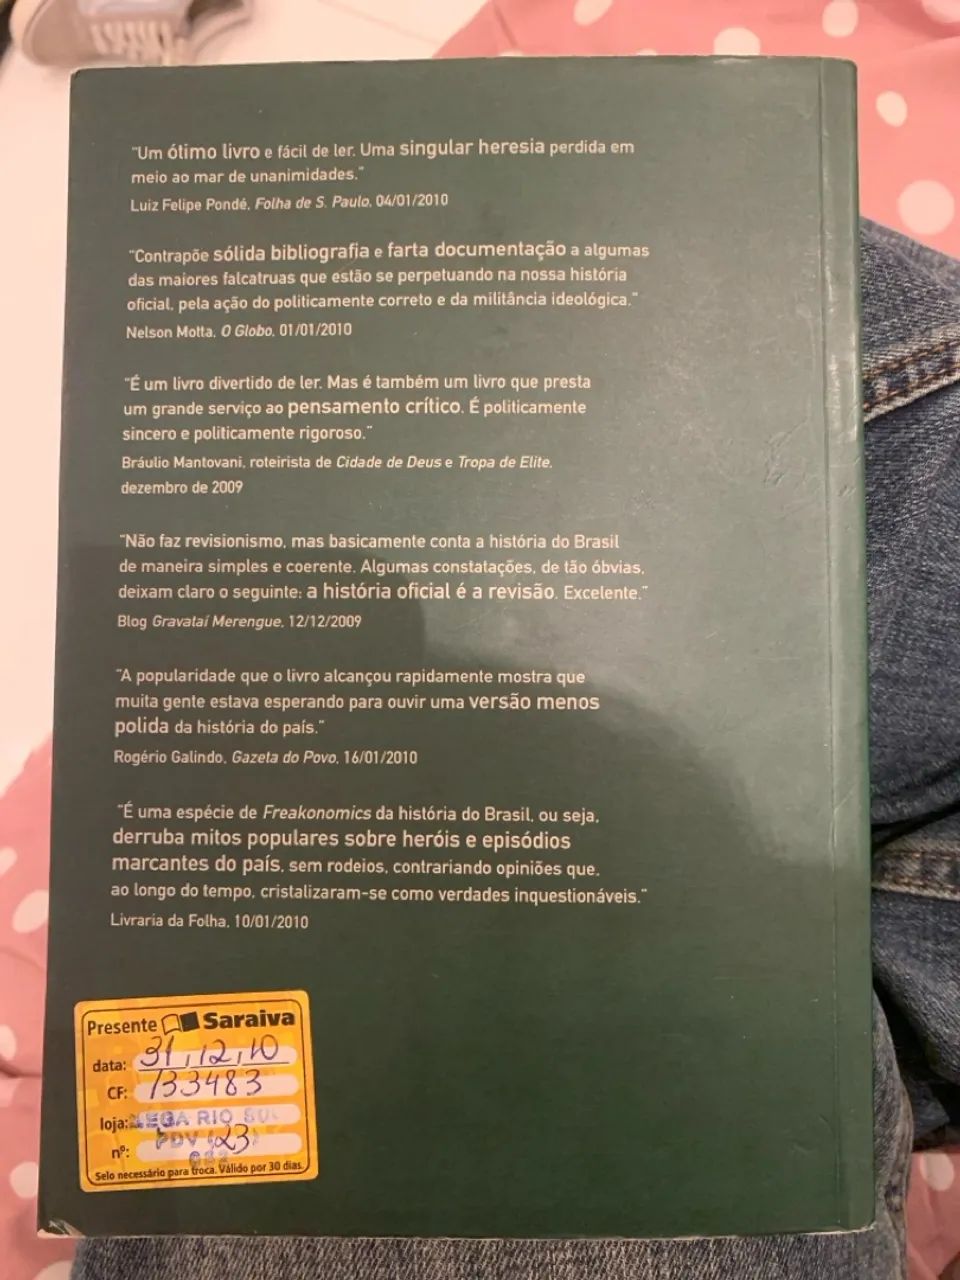 “Um ótimo livro e fácil de ler. Uma singular heresia perdida em
meio ao mar de unanimidades.”
Luiz Felipe Pondé, Folha de S. Paulo, 04/01/2010
“Contrapõe sólida bibliografia e farta documentação a algumas
das maiores falcatruas que estão se perpetuando na nossa história
oficial, pela ação do politicamente correto e da militância ideológica.”
Nelson Motta, O Globo, 01/01/2010
“É um livro divertido de ler. Mas é também um livro que presta
um grande serviço ao pensamento crítico. É politicamente
sincero e politicamente rigoroso.”
Bráulio Mantovani, roteirista de Cidade de Deus e Tropa de Elite,
dezembro de 2009
“Não faz revisionismo, mas basicamente conta a história do Brasil
de maneira simples e coerente. Algumas constatações, de tão óbvias,
deixam claro o seguinte: a história oficial é a revisão. Excelente.”
Blog Gravataí Merengue, 12/12/2009
“A popularidade que o livro alcançou rapidamente mostra que
muita gente estava esperando para ouvir uma versão menos
polida da história do país.”
Rogério Galindo, Gazeta do Povo, 16/01/2010
“É uma espécie de Freakonomics da história do Brasil, ou seja,
derruba mitos populares sobre heróis e episódios
marcantes do país, sem rodeios, contrariando opiniões que,
ao longo do tempo, cristalizaram-se como verdades inquestionáveis.”
Livraria da Folha, 10/01/2010
Presente Saraiva
data: 31,12,10
CF: 133483
loja: MEGA RIO SUL
PDV
nº: 23
Selo necessário para troca. Válido por 30 dias.